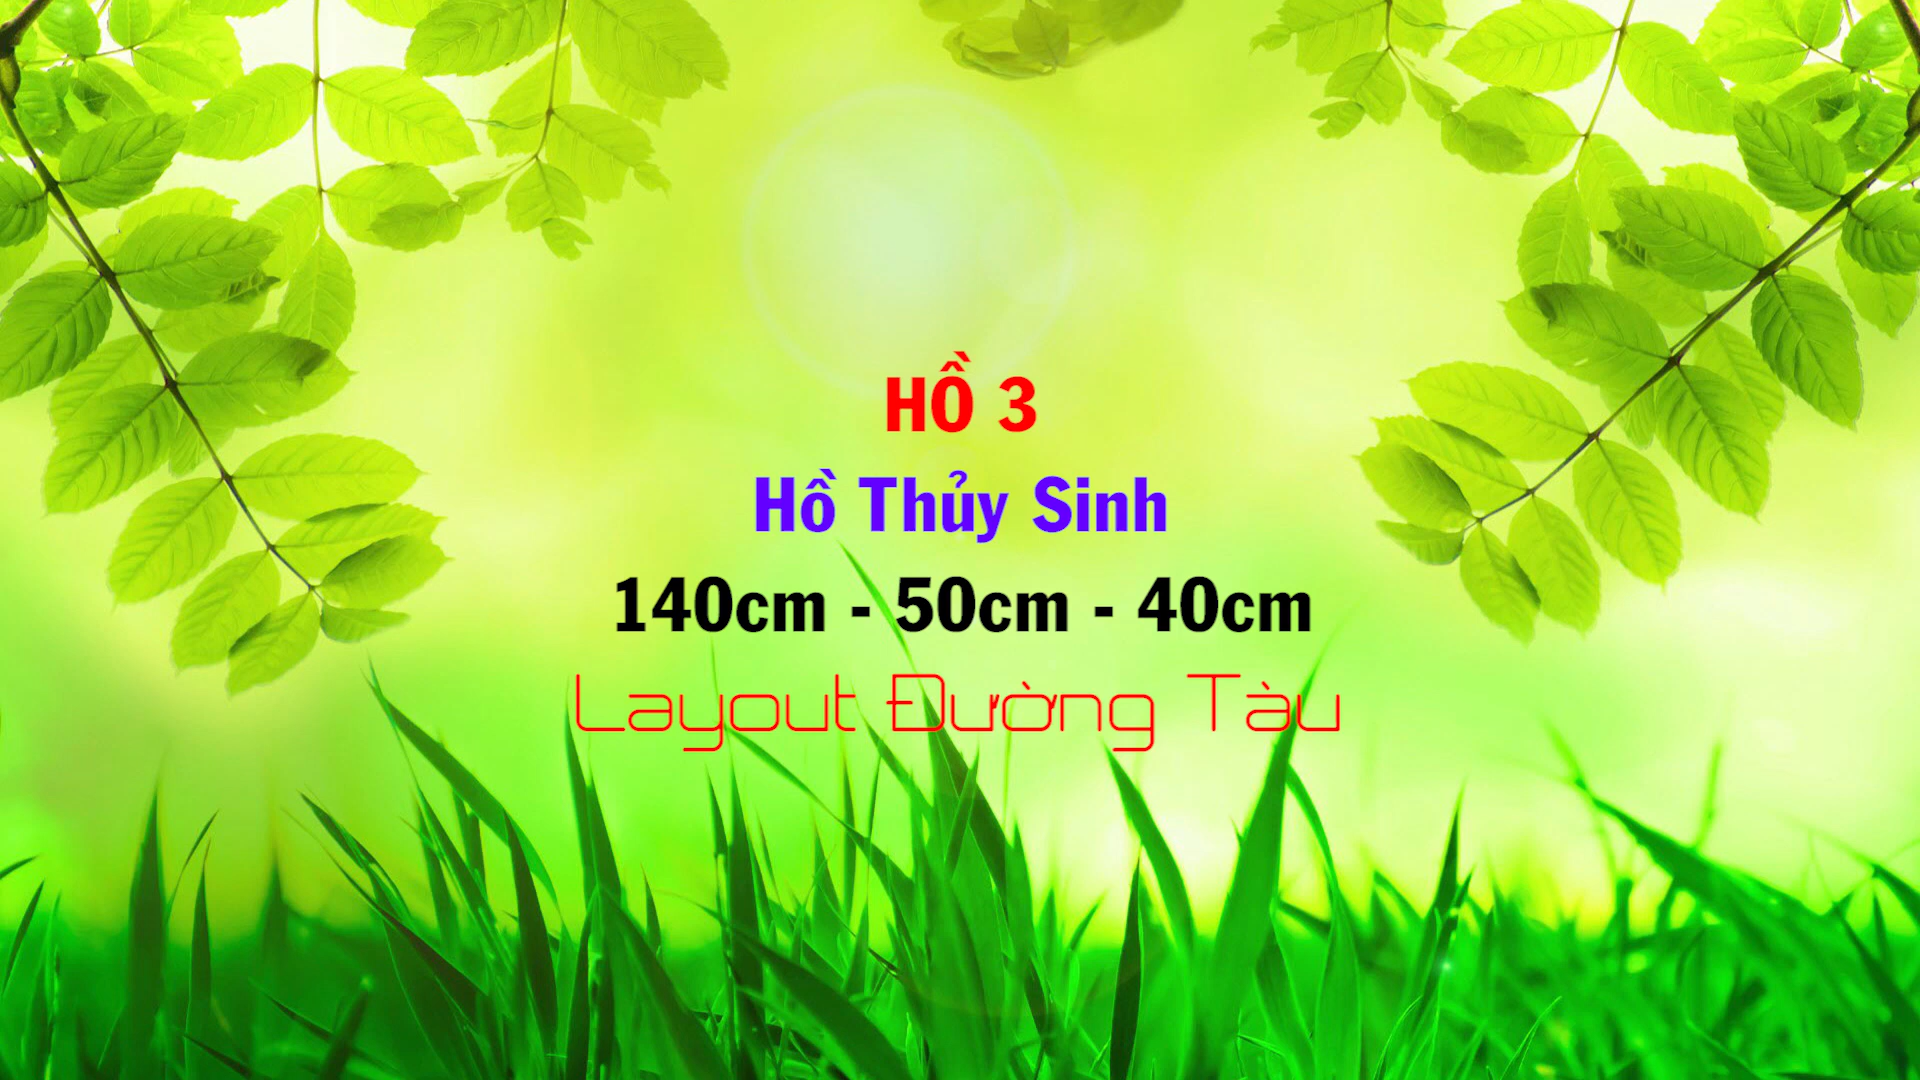 HỒ 3
Hồ Thủy Sinh
140cm - 50cm - 40cm
Layout Đường Tàu